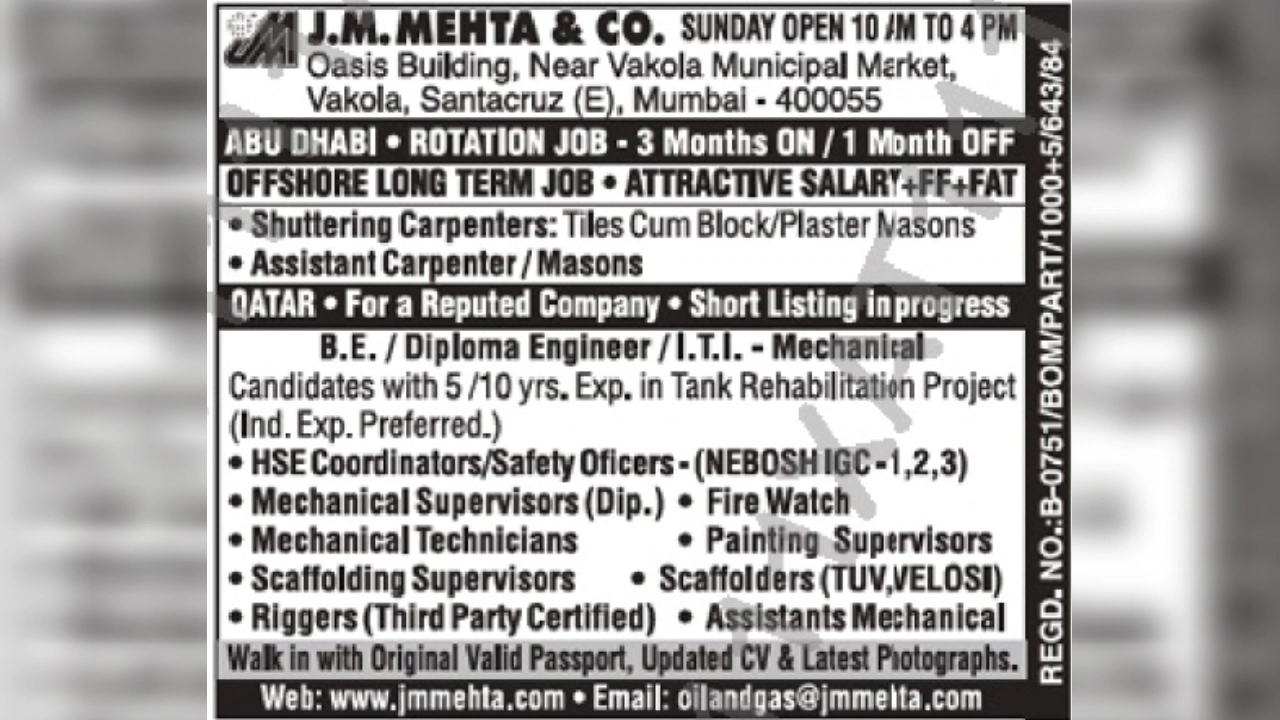 JM J.M. MEHTA & CO. SUNDAY OPEN 10 AM TO 4 PM
Oasis Building, Near Vakola Municipal Market,
Vakola, Santacruz (E), Mumbai - 400055
ABU DHABI • ROTATION JOB - 3 Months ON / 1 Month OFF
OFFSHORE LONG TERM JOB • ATTRACTIVE SALARY+FF+FAT
• Shuttering Carpenters: Tiles Cum Block/Plaster Masons
• Assistant Carpenter / Masons
QATAR • For a Reputed Company • Short Listing in progress
B.E. / Diploma Engineer / I.T.I. - Mechanical
Candidates with 5 /10 yrs. Exp. in Tank Rehabilitation Project
(Ind. Exp. Preferred.)
• HSE Coordinators/Safety Oficers - (NEBOSH IGC -1,2,3)
• Mechanical Supervisors (Dip.) • Fire Watch
• Mechanical Technicians • Painting Supervisors
• Scaffolding Supervisors • Scaffolders (TUV,VELOSI)
• Riggers (Third Party Certified) • Assistants Mechanical
Walk in with Original Valid Passport, Updated CV & Latest Photographs.
Web: www.jmmehta.com • Email: oilandgas@jmmehta.com
REGD. NO.:B-0751/BOM/PART/1000+5/643/84